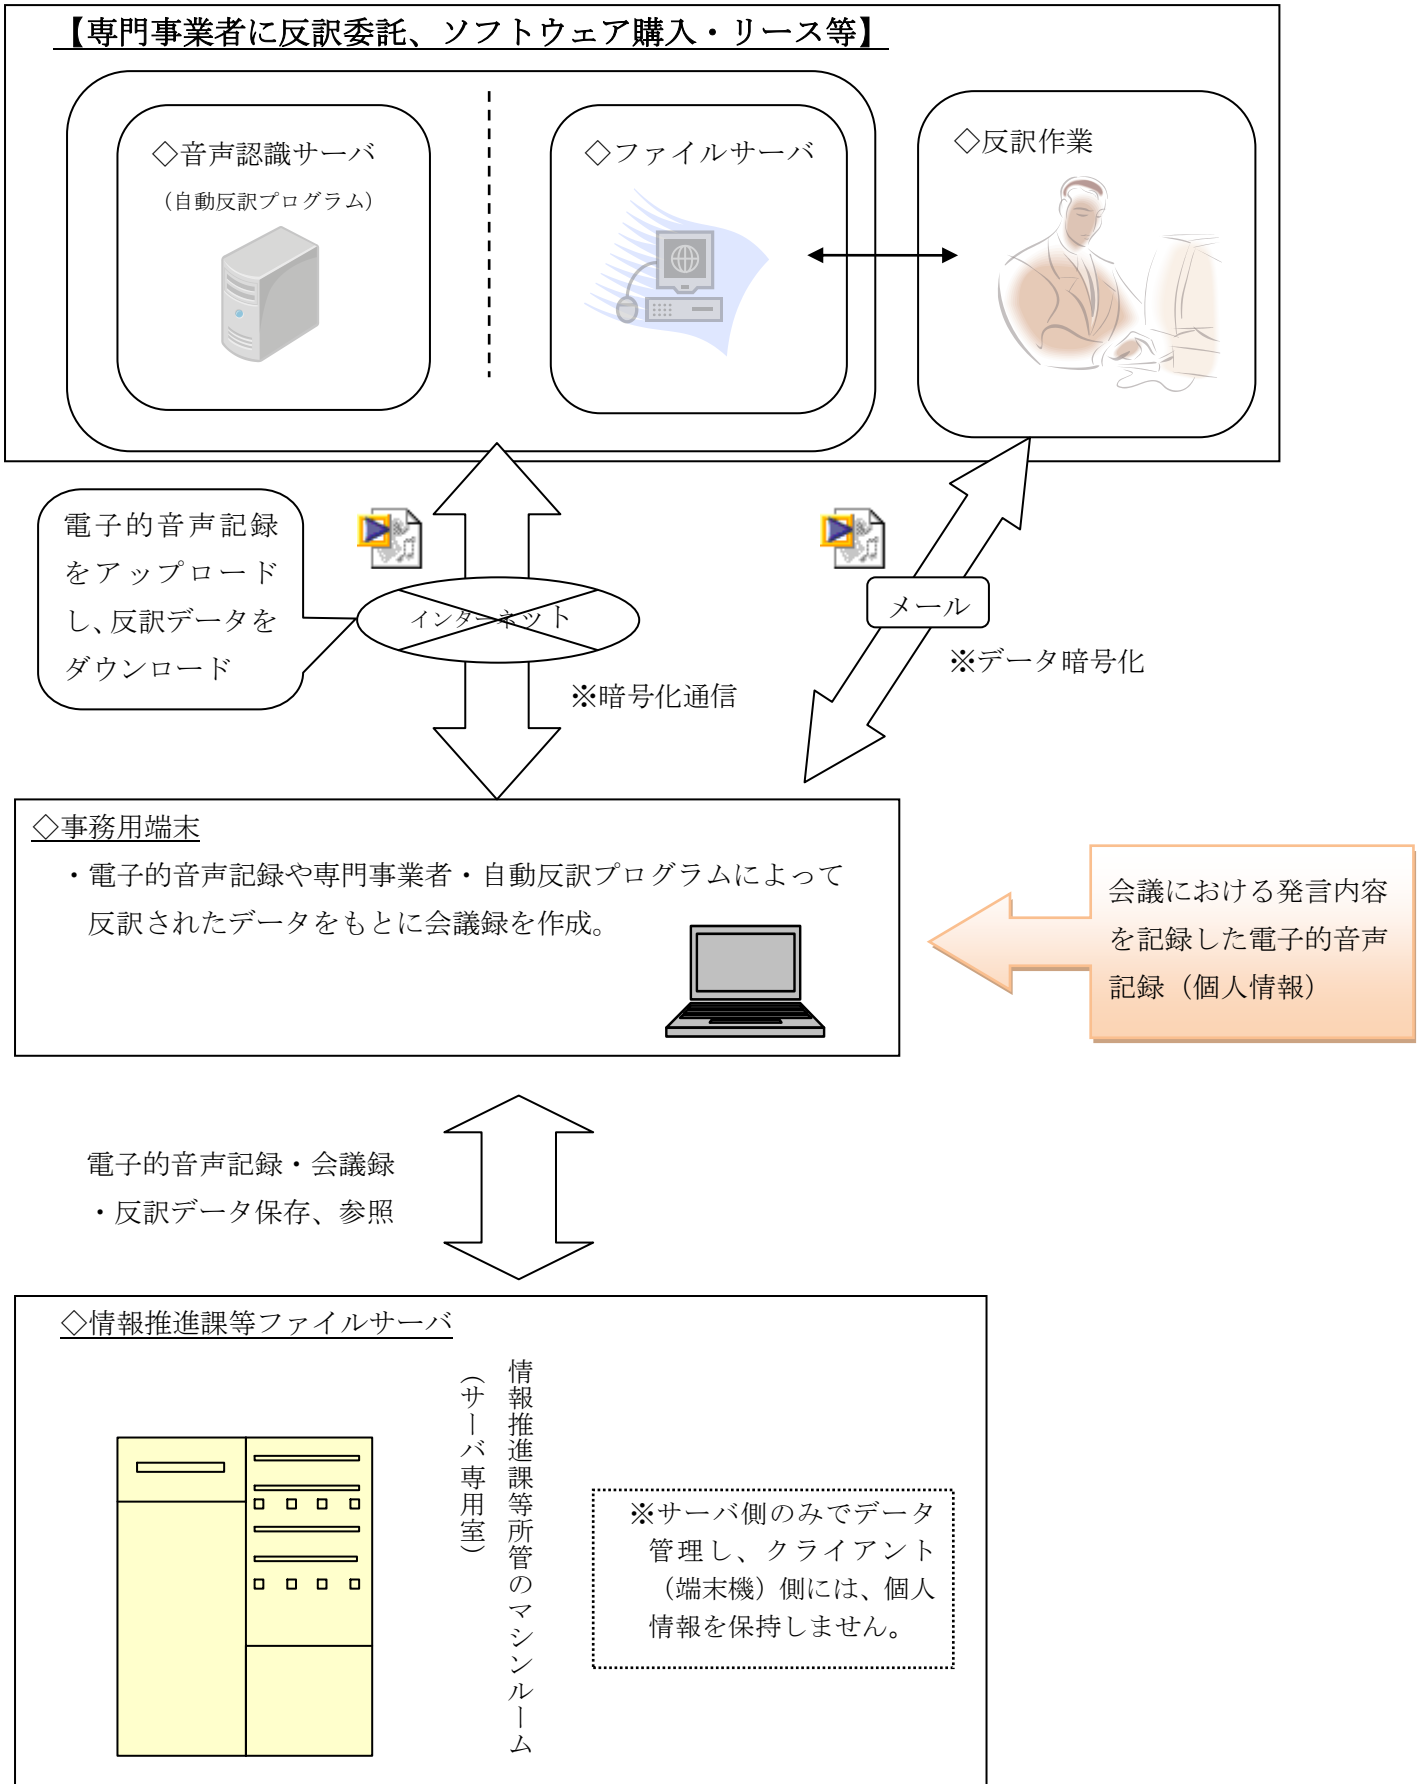 【専門事業者に反訳委託、ソフトウェア購入・リース等】
◇音声認識サーバ
（自動反訳プログラム）
◇ファイルサーバ
◇反訳作業
電子的音声記録
をアップロード
し、反訳データを
ダウンロード
インターネット
※暗号化通信
メール
※データ暗号化
◇事務用端末
・電子的音声記録や専門事業者・自動反訳プログラムによって
反訳されたデータをもとに会議録を作成。
会議における発言内容
を記録した電子的音声
記録（個人情報）
電子的音声記録・会議録
・反訳データ保存、参照
◇情報推進課等ファイルサーバ
情報推進課等所管のマシンルーム
（サーバ専用室）
※サーバ側のみでデータ
管理し、クライアント
（端末機）側には、個人
情報を保持しません。